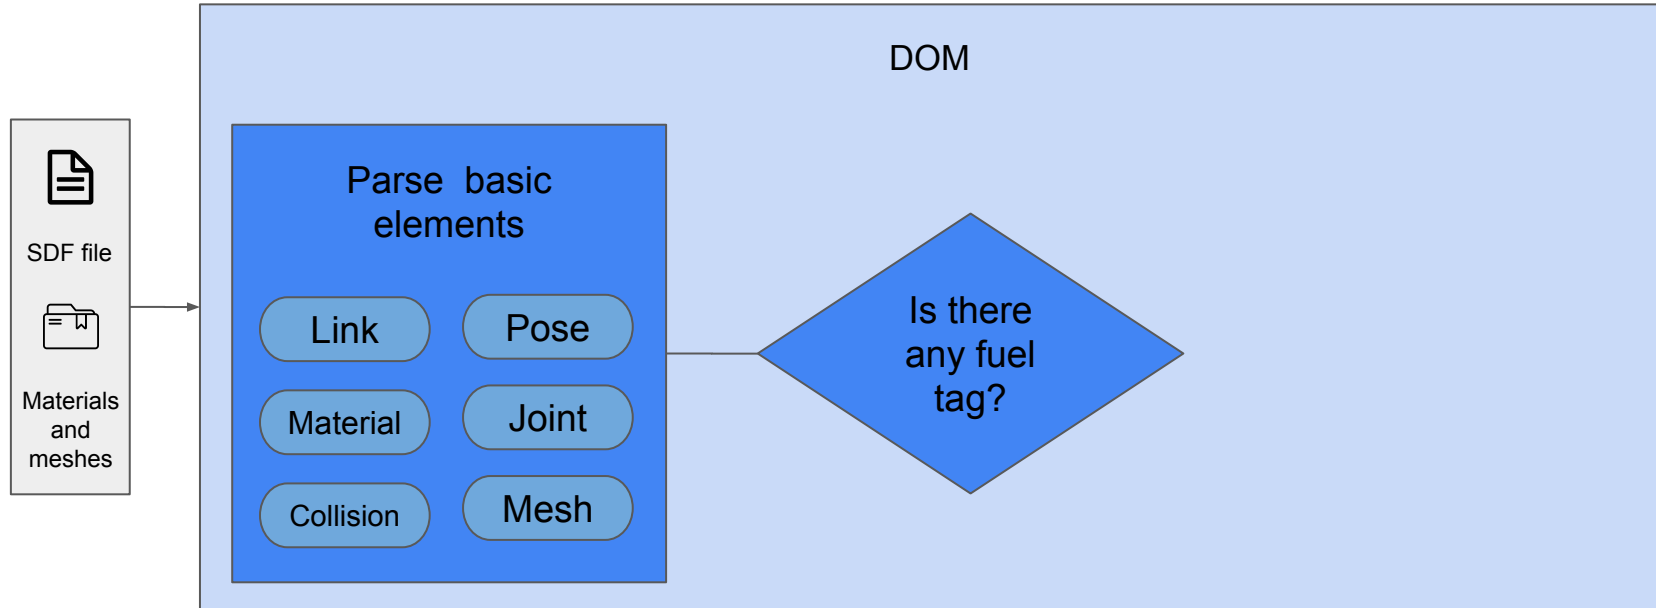 DOM
SDF file
Materials
and
meshes
Parse basic
elements
Link
Pose
Material
Joint
Collision
Mesh
Is there
any fuel
tag?